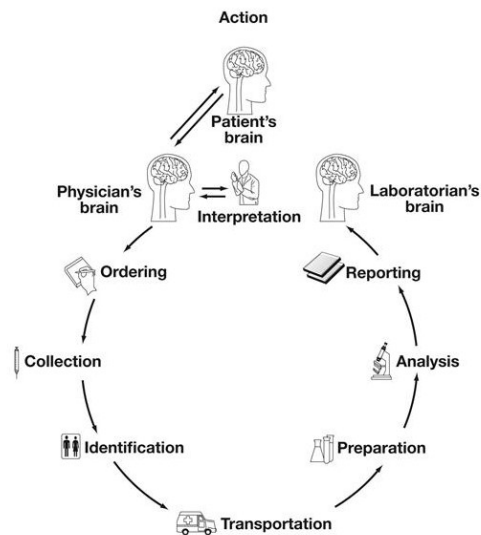 Action
Patient's
brain
Physician's
brain
Interpretation
Laboratorian's
brain
Ordering
Reporting
Collection
Analysis
Identification
Preparation
Transportation